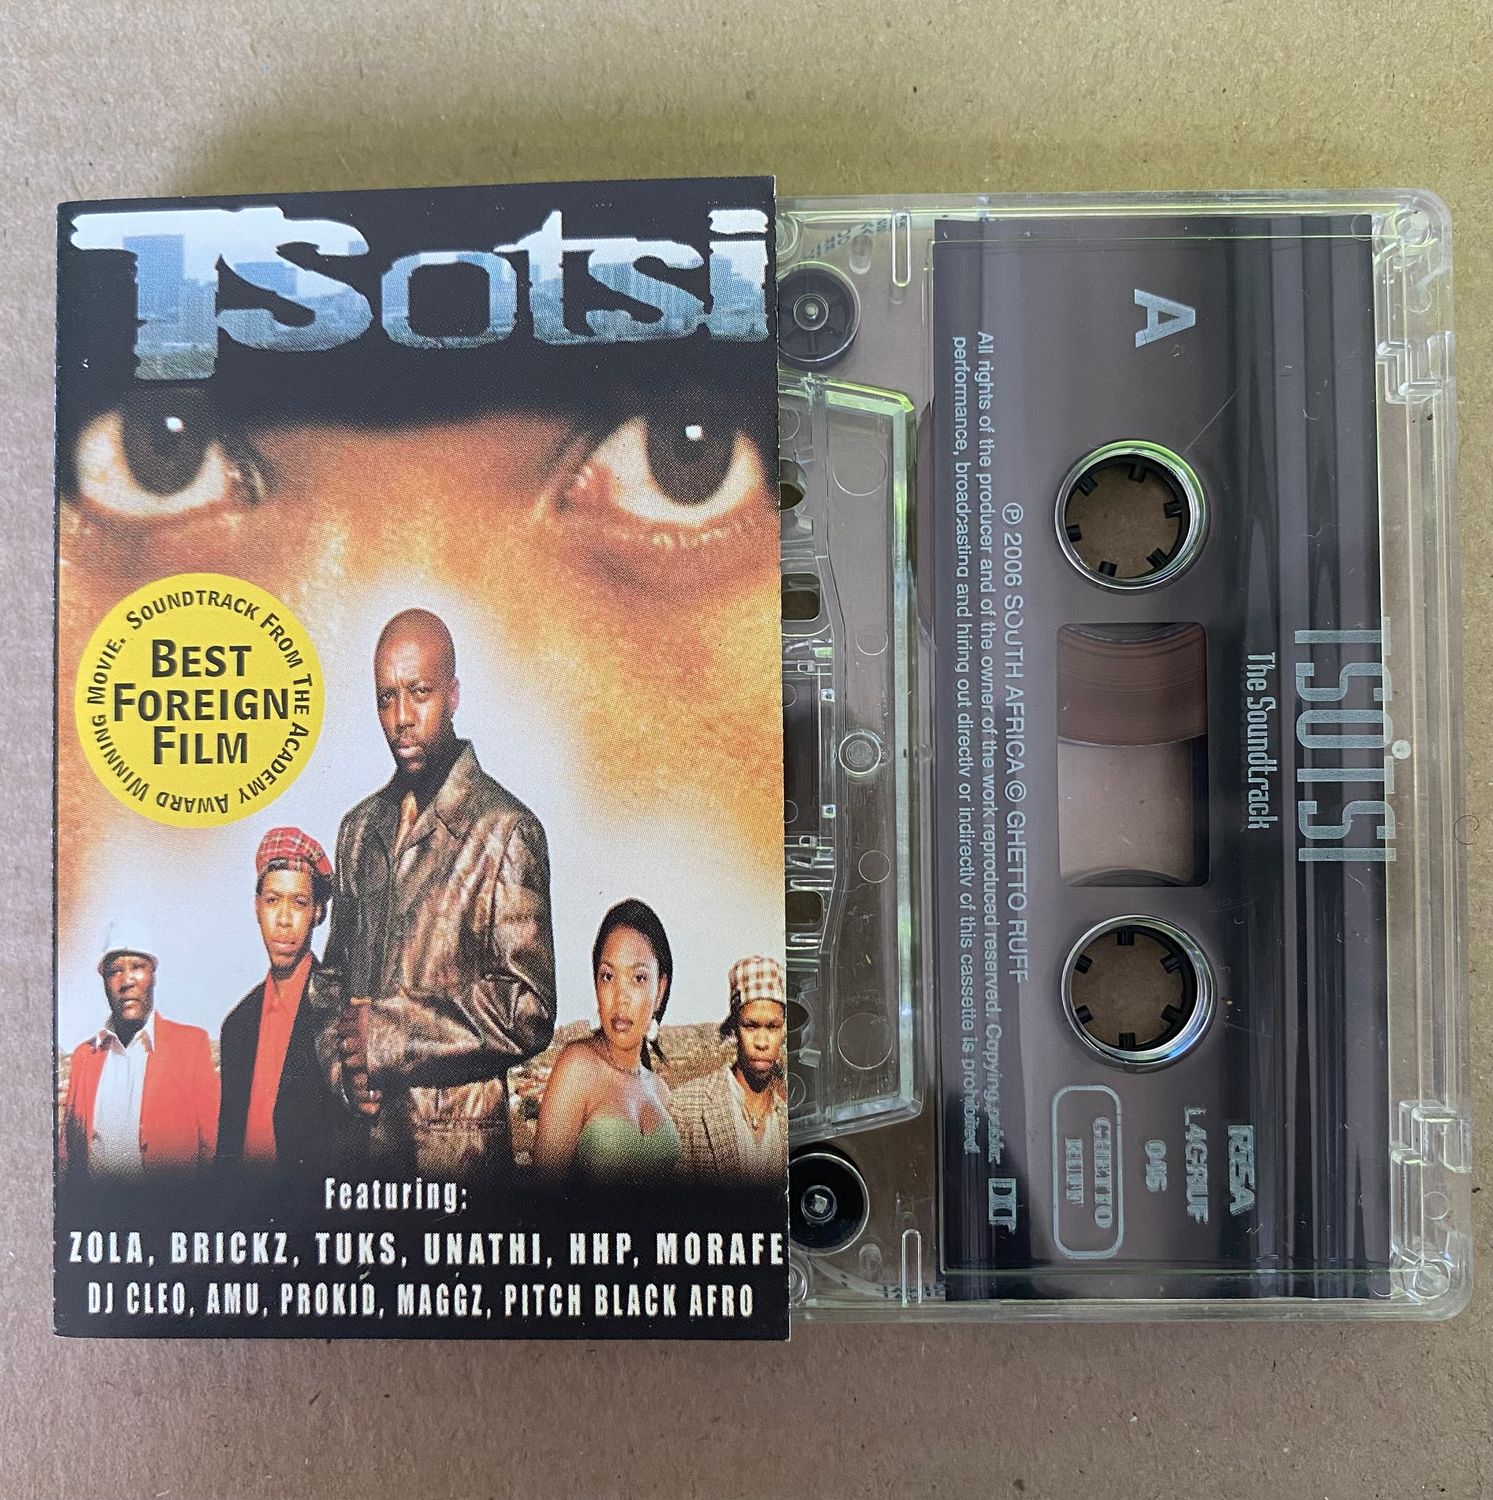 Tsotsi
SOUNDTRACK FROM THE ACADEMY AWARD WINNING MOVIE.
BEST
FOREIGN
FILM
Featuring:
ZOLA, BRICKZ, TUKS, UNATHI, HHP, MORAFE
DJ CLEO, AMU, PROKID, MAGGZ, PITCH BLACK AFRO
A
TSOTSI
The Soundtrack
℗ 2006 SOUTH AFRICA © GHETTO RUFF
All rights of the producer and of the owner of the work reproduced reserved. Copying, public
performance, broadcasting and hiring out directly or indirectly of this cassette is prohibited.
RISA
L4GRUF
046
GHETTO
RUFF